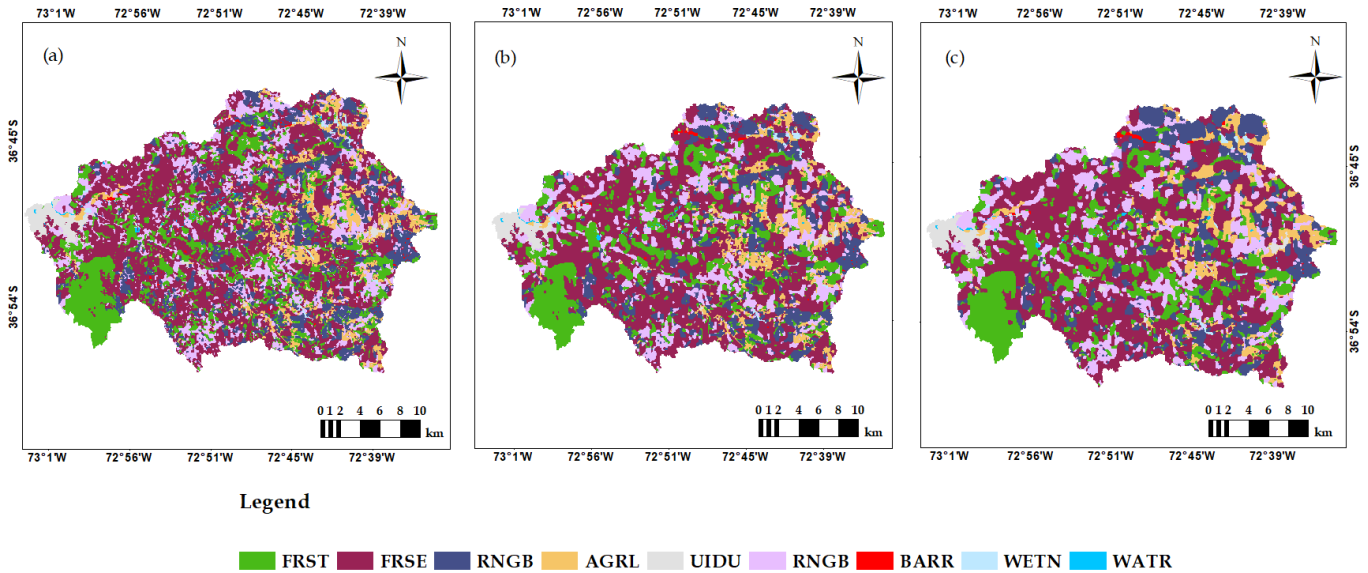 73°1'W 72°56'W 72°51'W 72°45'W 72°39'W 73°1'W 72°56'W 72°51'W 72°45'W 72°39'W 73°1'W 72°56'W 72°51'W 72°45'W 72°39'W
(a) N (b) N (c) N
36°45'S 36°45'S
36°54'S 36°54'S
0 1 2 4 6 8 10 0 1 2 4 6 8 10 0 1 2 4 6 8 10
km km km
73°1'W 72°56'W 72°51'W 72°45'W 72°39'W 73°1'W 72°56'W 72°51'W 72°45'W 72°39'W 73°1'W 72°56'W 72°51'W 72°45'W 72°39'W
Legend
FRST FRSE RNGB AGRL UIDU RNGB BARR WETN WATR